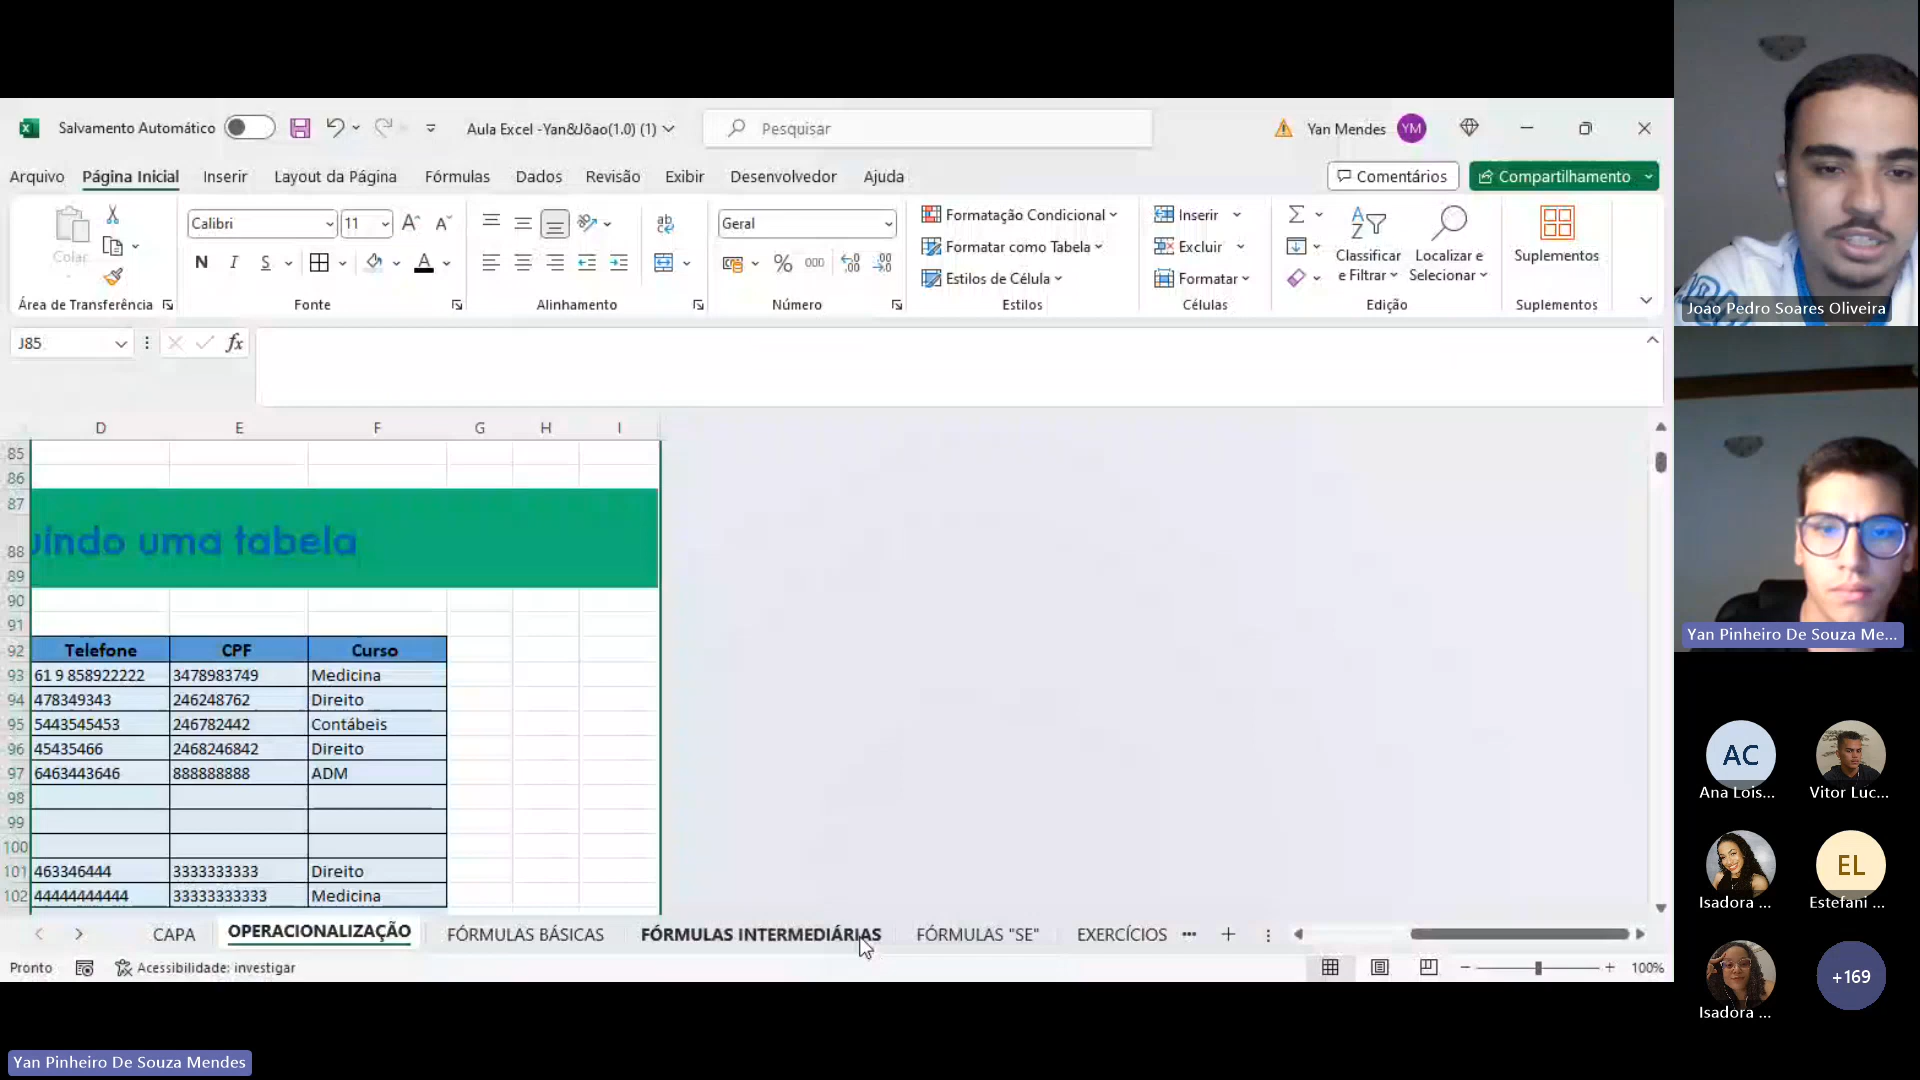 Salvamento Automático
Aula Excel -Yan&Jõao(1.0) (1)
Pesquisar
Yan Mendes
YM
Arquivo
Página Inicial
Inserir
Layout da Página
Fórmulas
Dados
Revisão
Exibir
Desenvolvedor
Ajuda
Comentários
Compartilhamento
Colar
Área de Transferência
Calibri
11
N I S
Fonte
ab
Alinhamento
Geral
% 000
Número
Formatação Condicional
Formatar como Tabela
Estilos de Célula
Estilos
Inserir
Excluir
Formatar
Células
Classificar
e Filtrar
Localizar e
Selecionar
Edição
Suplementos
Suplementos
J85
fx
D E F G H I
85
86
87
88
uindo uma tabela
89
90
91
92 Telefone CPF Curso
93 61 9 858922222 3478983749 Medicina
94 478349343 246248762 Direito
95 5443545453 246782442 Contábeis
96 45435466 2468246842 Direito
97 6463443646 888888888 ADM
98
99
100
101 463346444 3333333333 Direito
102 44444444444 33333333333 Medicina
CAPA
OPERACIONALIZAÇÃO
FÓRMULAS BÁSICAS
FÓRMULAS INTERMEDIÁRIAS
FÓRMULAS "SE"
EXERCÍCIOS
Pronto
Acessibilidade: investigar
100%
Yan Pinheiro De Souza Mendes
Joao Pedro Soares Oliveira
Yan Pinheiro De Souza Me...
AC
Ana Lois...
Vitor Luc...
Isadora ...
EL
Estefani ...
Isadora ...
+169